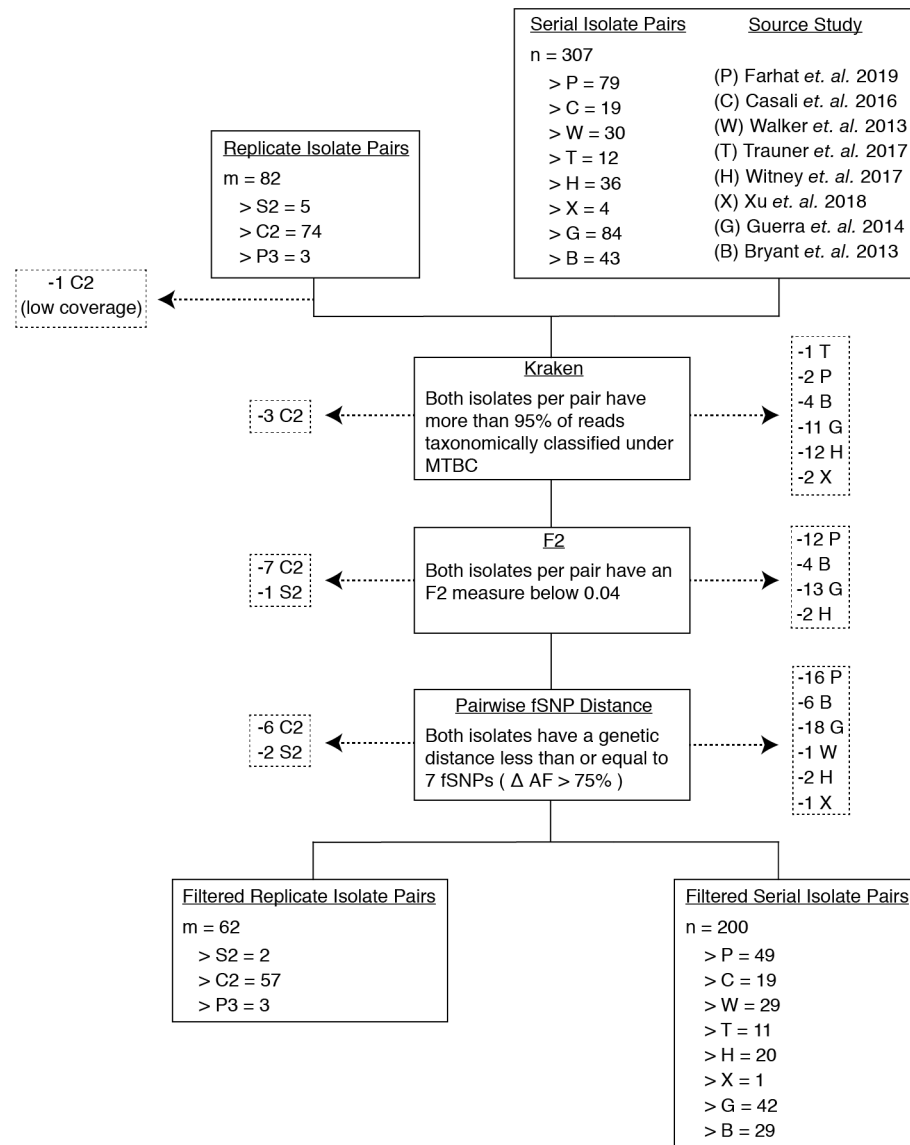 Serial Isolate Pairs
Source Study
n = 307
> P = 79
> C = 19
> W = 30
> T = 12
> H = 36
> X = 4
> G = 84
> B = 43
(P) Farhat et. al. 2019
(C) Casali et. al. 2016
(W) Walker et. al. 2013
(T) Trauner et. al. 2017
(H) Witney et. al. 2017
(X) Xu et. al. 2018
(G) Guerra et. al. 2014
(B) Bryant et. al. 2013
Replicate Isolate Pairs
m = 82
> S2 = 5
> C2 = 74
> P3 = 3
-1 C2
(low coverage)
Kraken
Both isolates per pair have
more than 95% of reads
taxonomically classified under
MTBC
-3 C2
-1 T
-2 P
-4 B
-11 G
-12 H
-2 X
F2
Both isolates per pair have an
F2 measure below 0.04
-7 C2
-1 S2
-12 P
-4 B
-13 G
-2 H
Pairwise fSNP Distance
Both isolates have a genetic
distance less than or equal to
7 fSNPs ( Δ AF > 75% )
-6 C2
-2 S2
-16 P
-6 B
-18 G
-1 W
-2 H
-1 X
Filtered Replicate Isolate Pairs
m = 62
> S2 = 2
> C2 = 57
> P3 = 3
Filtered Serial Isolate Pairs
n = 200
> P = 49
> C = 19
> W = 29
> T = 11
> H = 20
> X = 1
> G = 42
> B = 29